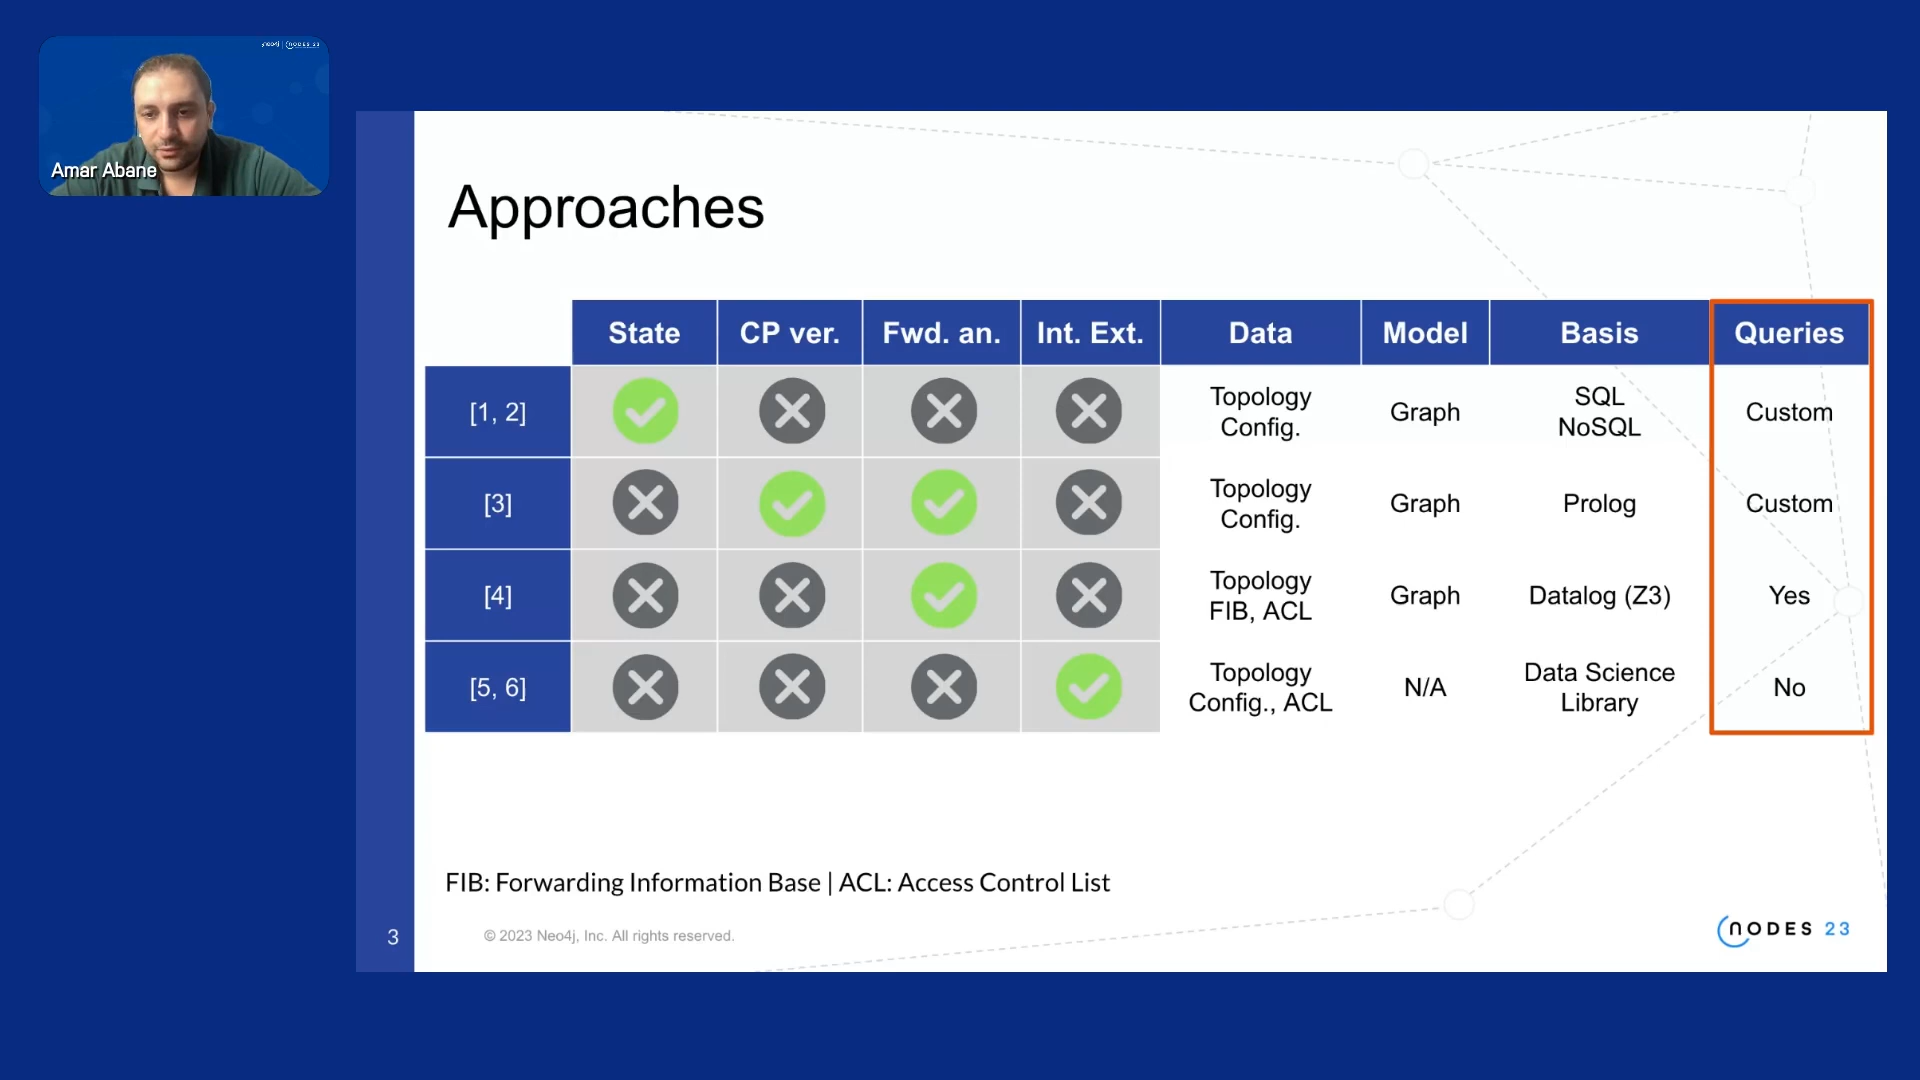 neo4j | NODES 23
Amar Abane
Approaches
State CP ver. Fwd. an. Int. Ext. Data Model Basis Queries
[1, 2] Topology Config. Graph SQL NoSQL Custom
[3] Topology Config. Graph Prolog Custom
[4] Topology FIB, ACL Graph Datalog (Z3) Yes
[5, 6] Topology Config., ACL N/A Data Science Library No
FIB: Forwarding Information Base | ACL: Access Control List
3
© 2023 Neo4j, Inc. All rights reserved.
NODES 23